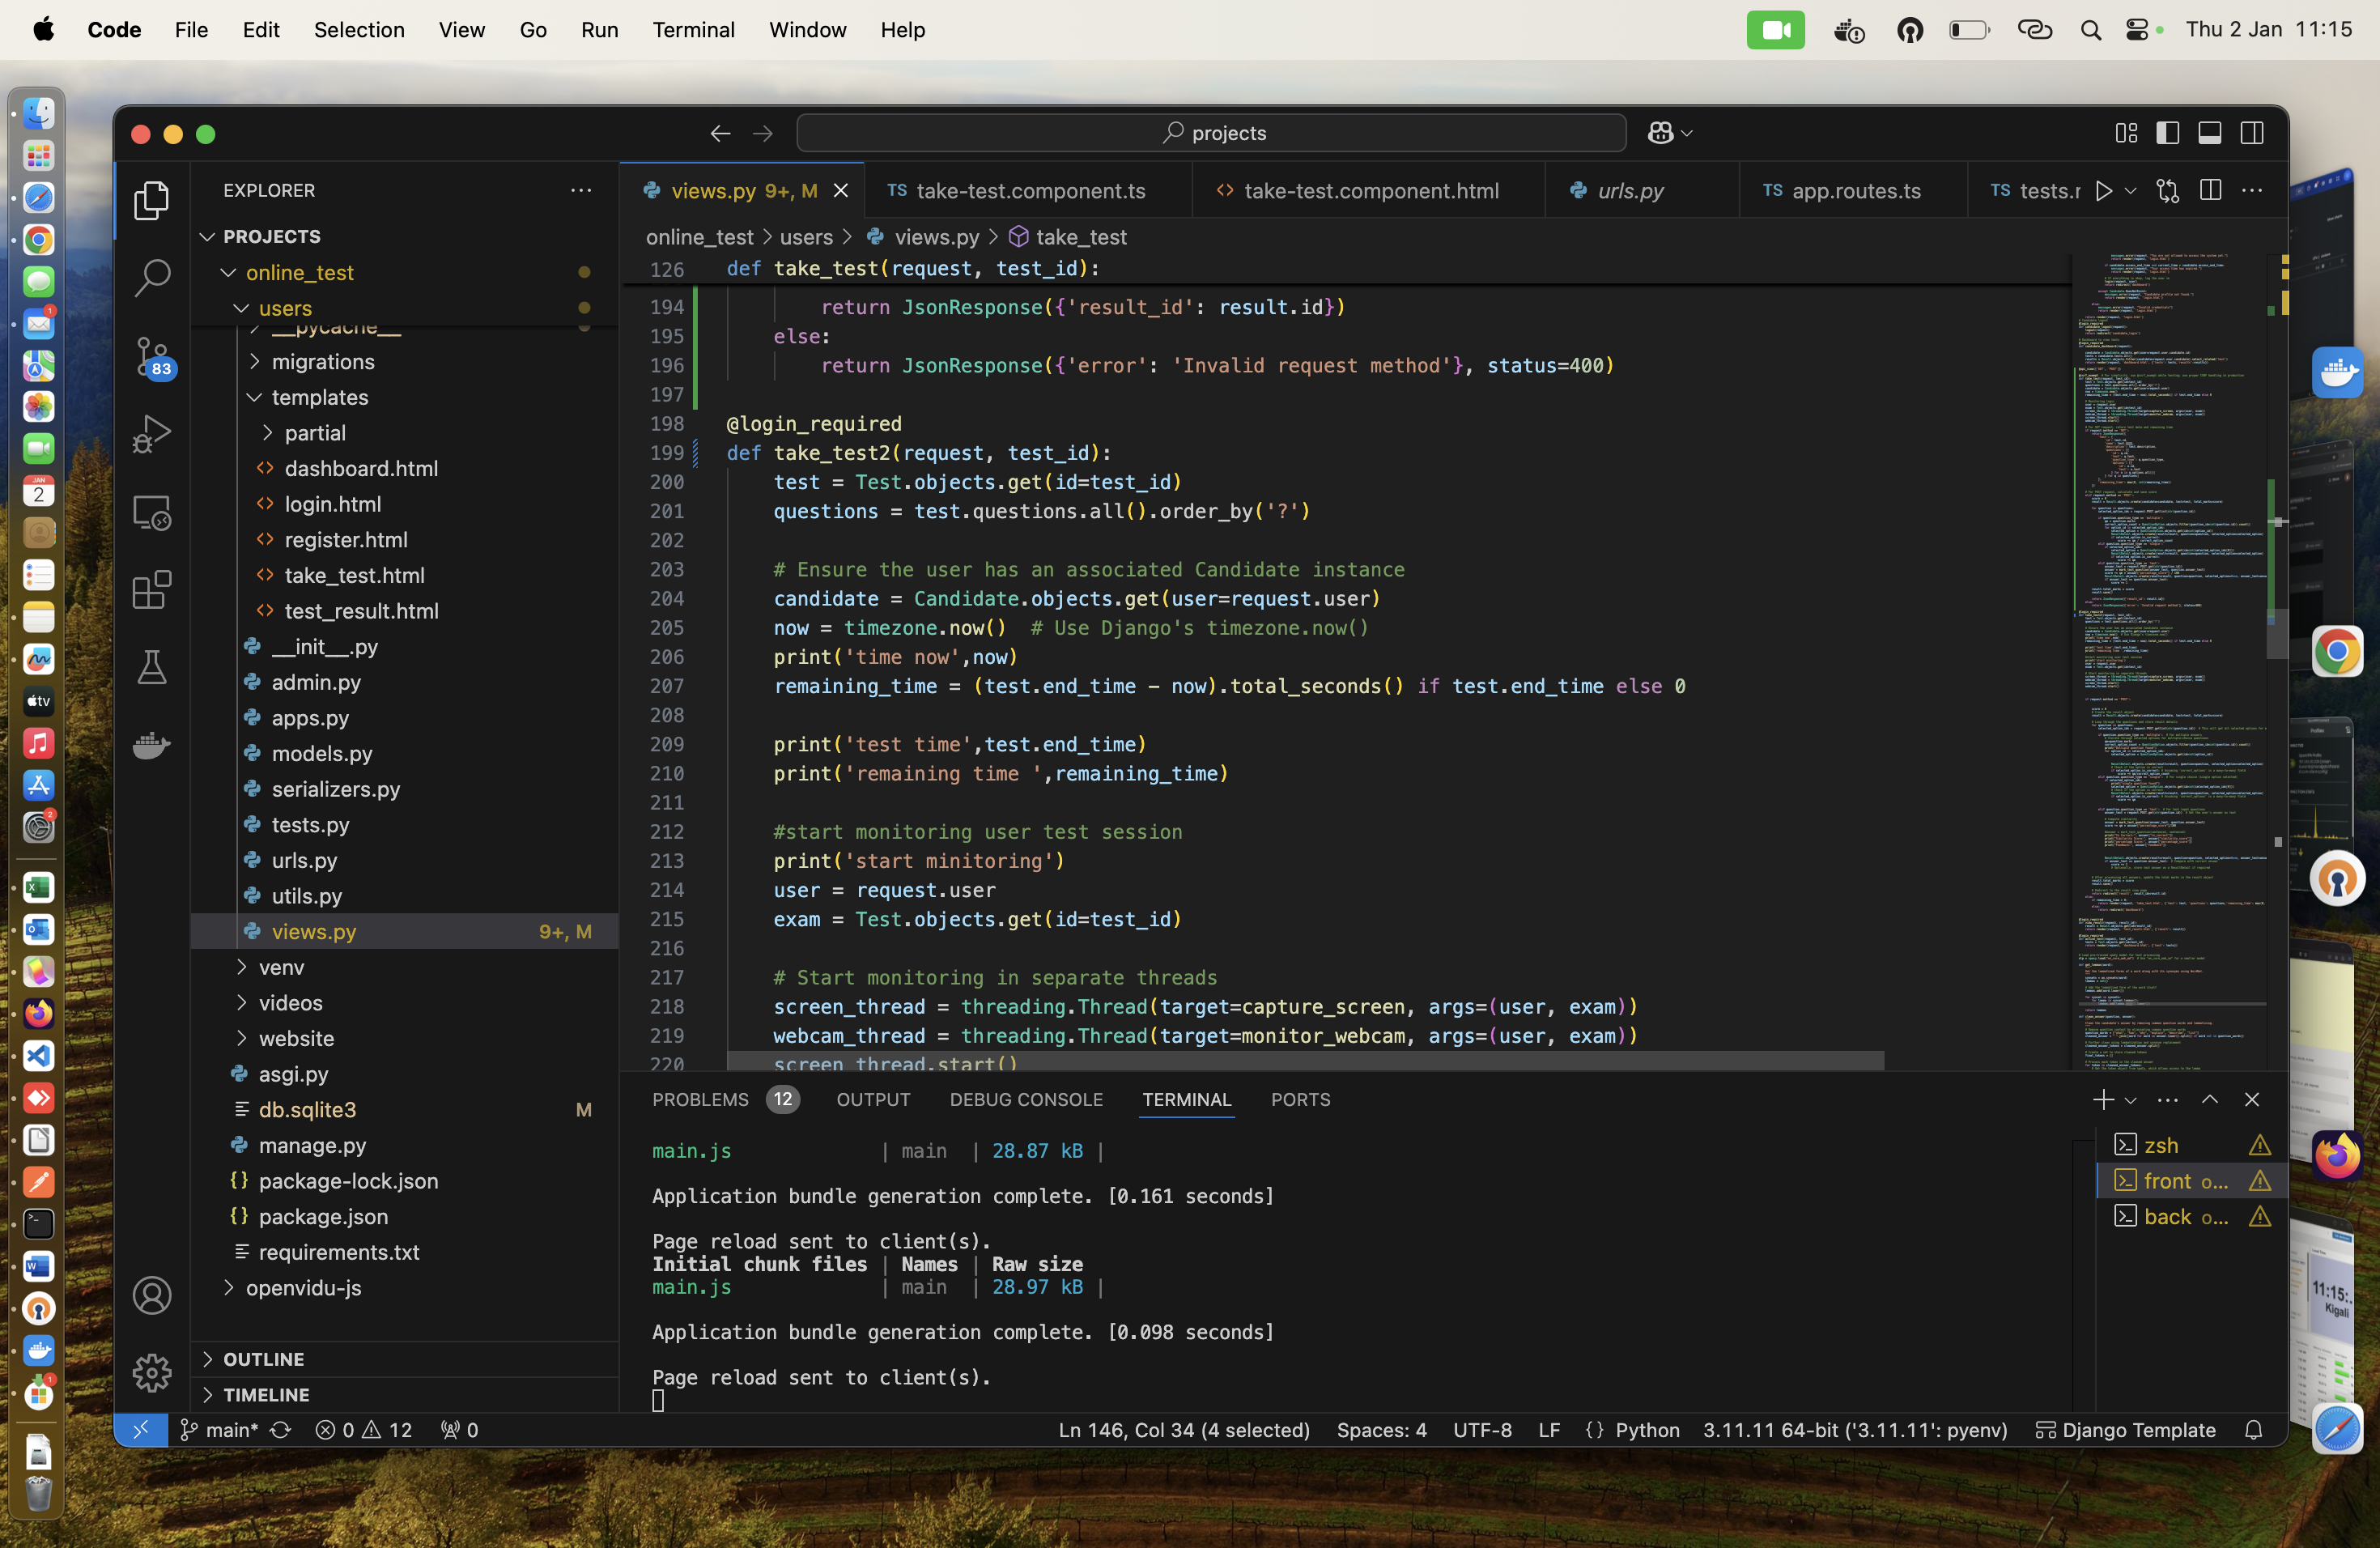 Code File Edit Selection View Go Run Terminal Window Help Thu 2 Jan 11:15
projects
EXPLORER
PROJECTS
online_test
users
__pycache__
migrations
templates
partial
dashboard.html
login.html
register.html
take_test.html
test_result.html
__init__.py
admin.py
apps.py
models.py
serializers.py
tests.py
urls.py
utils.py
views.py 9+, M
venv
videos
website
asgi.py
db.sqlite3 M
manage.py
package-lock.json
package.json
requirements.txt
openvidu-js
OUTLINE
TIMELINE
83
views.py 9+, M take-test.component.ts take-test.component.html urls.py app.routes.ts
online_test > users > views.py > take_test
126 def take_test(request, test_id):
194 return JsonResponse({'result_id': result.id})
195 else:
196 return JsonResponse({'error': 'Invalid request method'}, status=400)
197
198 @login_required
199 def take_test2(request, test_id):
200 test = Test.objects.get(id=test_id)
201 questions = test.questions.all().order_by('?')
202
203 # Ensure the user has an associated Candidate instance
204 candidate = Candidate.objects.get(user=request.user)
205 now = timezone.now() # Use Django's timezone.now()
206 print('time now',now)
207 remaining_time = (test.end_time - now).total_seconds() if test.end_time else 0
208
209 print('test time',test.end_time)
210 print('remaining time ',remaining_time)
211
212 #start monitoring user test session
213 print('start minitoring')
214 user = request.user
215 exam = Test.objects.get(id=test_id)
216
217 # Start monitoring in separate threads
218 screen_thread = threading.Thread(target=capture_screen, args=(user, exam))
219 webcam_thread = threading.Thread(target=monitor_webcam, args=(user, exam))
220 screen_thread.start()
PROBLEMS 12 OUTPUT DEBUG CONSOLE TERMINAL PORTS
main.js | main | 28.87 kB |
Application bundle generation complete. [0.161 seconds]
Page reload sent to client(s).
Initial chunk files | Names | Raw size
main.js | main | 28.97 kB |
Application bundle generation complete. [0.098 seconds]
Page reload sent to client(s).
zsh
front o...
back o...
main* 0 12 0 Ln 146, Col 34 (4 selected) Spaces: 4 UTF-8 LF {} Python 3.11.11 64-bit ('3.11.11': pyenv) Django Template
JAN
2
tv
11:15:
Kigali